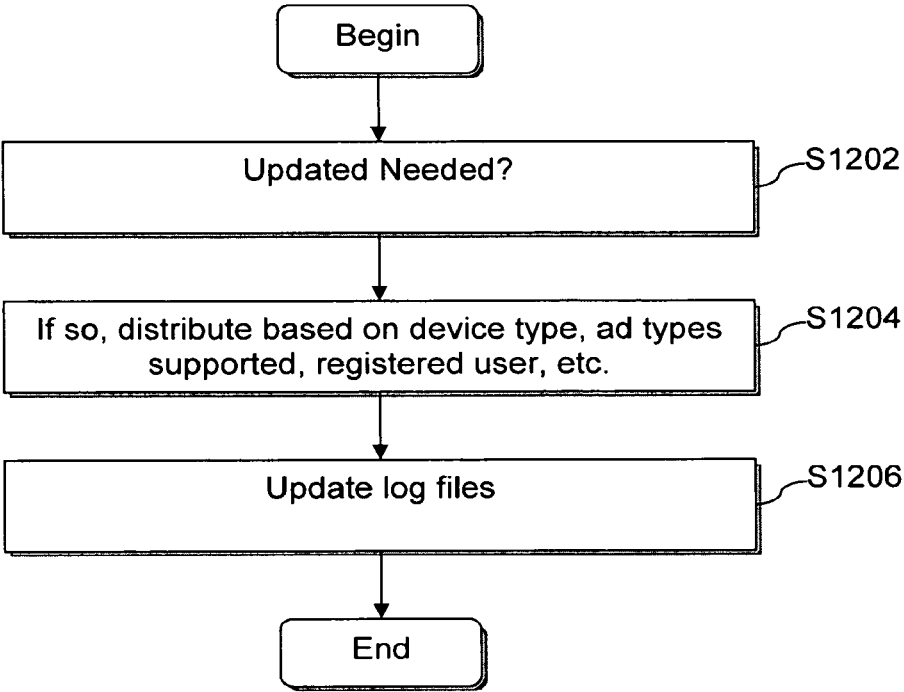 Begin
Updated Needed?
S1202
If so, distribute based on device type, ad types
supported, registered user, etc.
S1204
Update log files
S1206
End